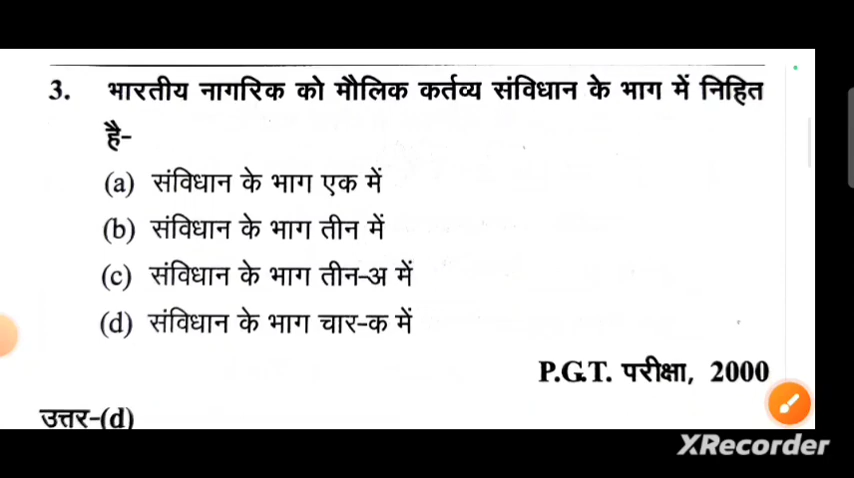 3. भारतीय नागरिक को मौलिक कर्तव्य संविधान के भाग में निहित
है-
(a) संविधान के भाग एक में
(b) संविधान के भाग तीन में
(c) संविधान के भाग तीन-अ में
(d) संविधान के भाग चार-क में
P.G.T. परीक्षा, 2000
उत्तर-(d)
XRecorder